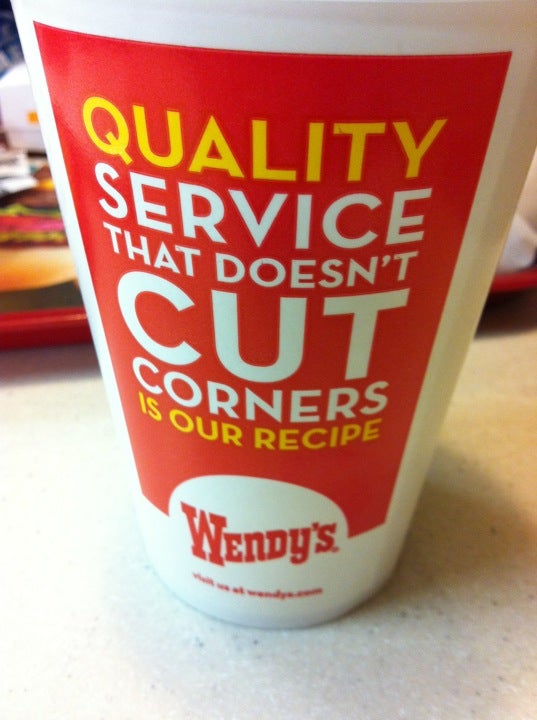 QUALITY
SERVICE
THAT DOESN'T
CUT
CORNERS
IS OUR RECIPE
WENDY'S
visit us at wendys.com